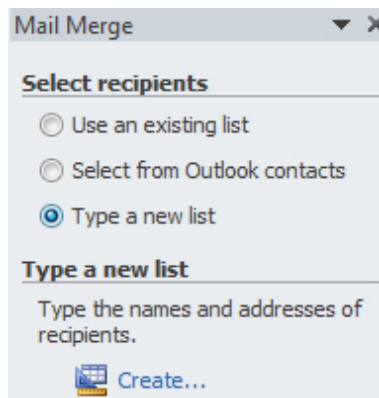 Mail Merge
Select recipients
Use an existing list
Select from Outlook contacts
Type a new list
Type a new list
Type the names and addresses of
recipients.
Create...